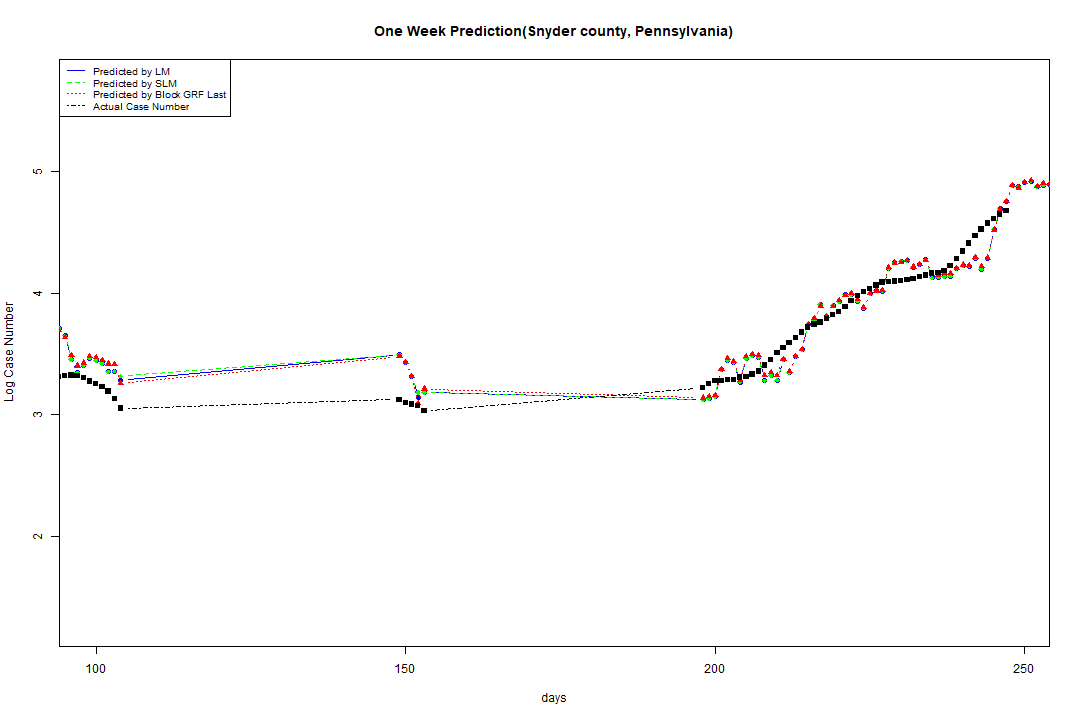 One Week Prediction(Snyder county, Pennsylvania)
Predicted by LM
Predicted by SLM
Predicted by Block GRF Last
Actual Case Number
5
4
3
2
Log Case Number
100 150 200 250
days